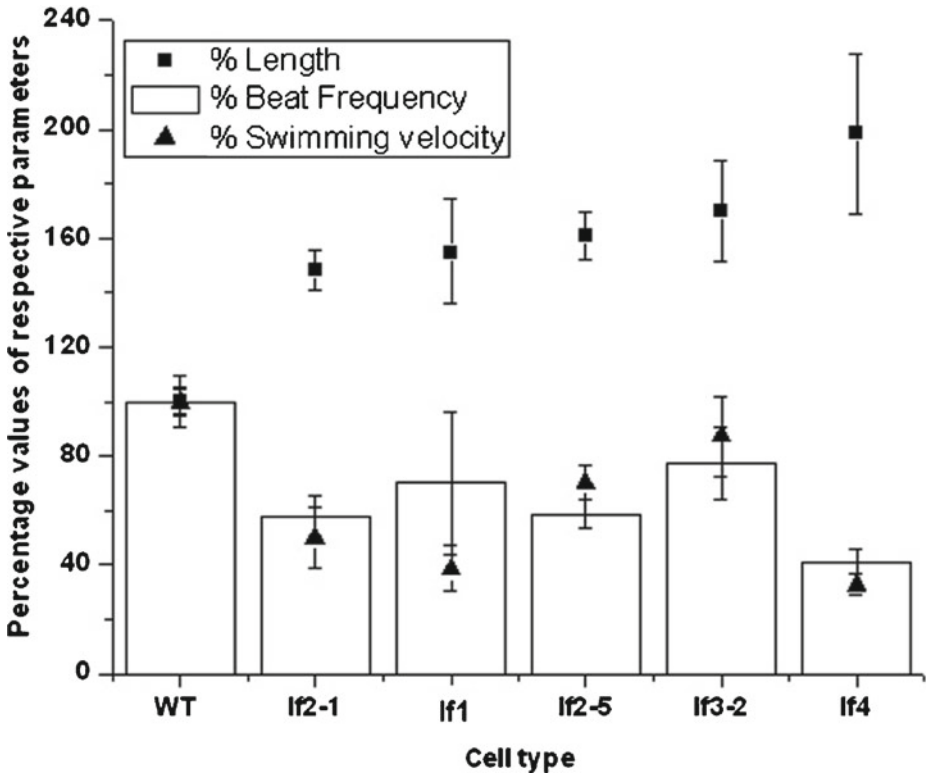 Percentage values of respective parameters
240
200
160
120
80
40
0
% Length
% Beat Frequency
% Swimming velocity
WT
lf2-1
lf1
lf2-5
lf3-2
lf4
Cell type